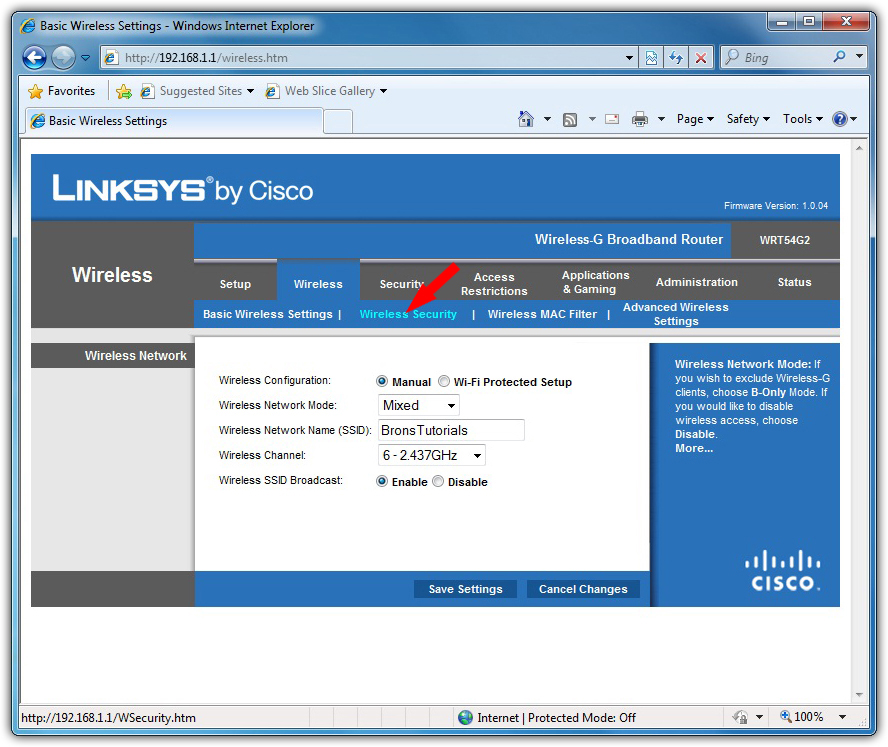 Basic Wireless Settings - Windows Internet Explorer
http://192.168.1.1/wireless.htm
Bing
Favorites
Suggested Sites
Web Slice Gallery
Basic Wireless Settings
Page
Safety
Tools
LINKSYS® by Cisco
Firmware Version: 1.0.04
Wireless-G Broadband Router
WRT54G2
Wireless
Setup
Wireless
Security
Access Restrictions
Applications & Gaming
Administration
Status
Basic Wireless Settings |
Wireless Security |
Wireless MAC Filter |
Advanced Wireless Settings
Wireless Network
Wireless Configuration: Manual Wi-Fi Protected Setup
Wireless Network Mode: Mixed
Wireless Network Name (SSID): BronsTutorials
Wireless Channel: 6 - 2.437GHz
Wireless SSID Broadcast: Enable Disable
Wireless Network Mode: If
you wish to exclude Wireless-G
clients, choose B-Only Mode. If
you would like to disable
wireless access, choose
Disable.
More...
Save Settings
Cancel Changes
CISCO.
http://192.168.1.1/WSecurity.htm
Internet | Protected Mode: Off
100%